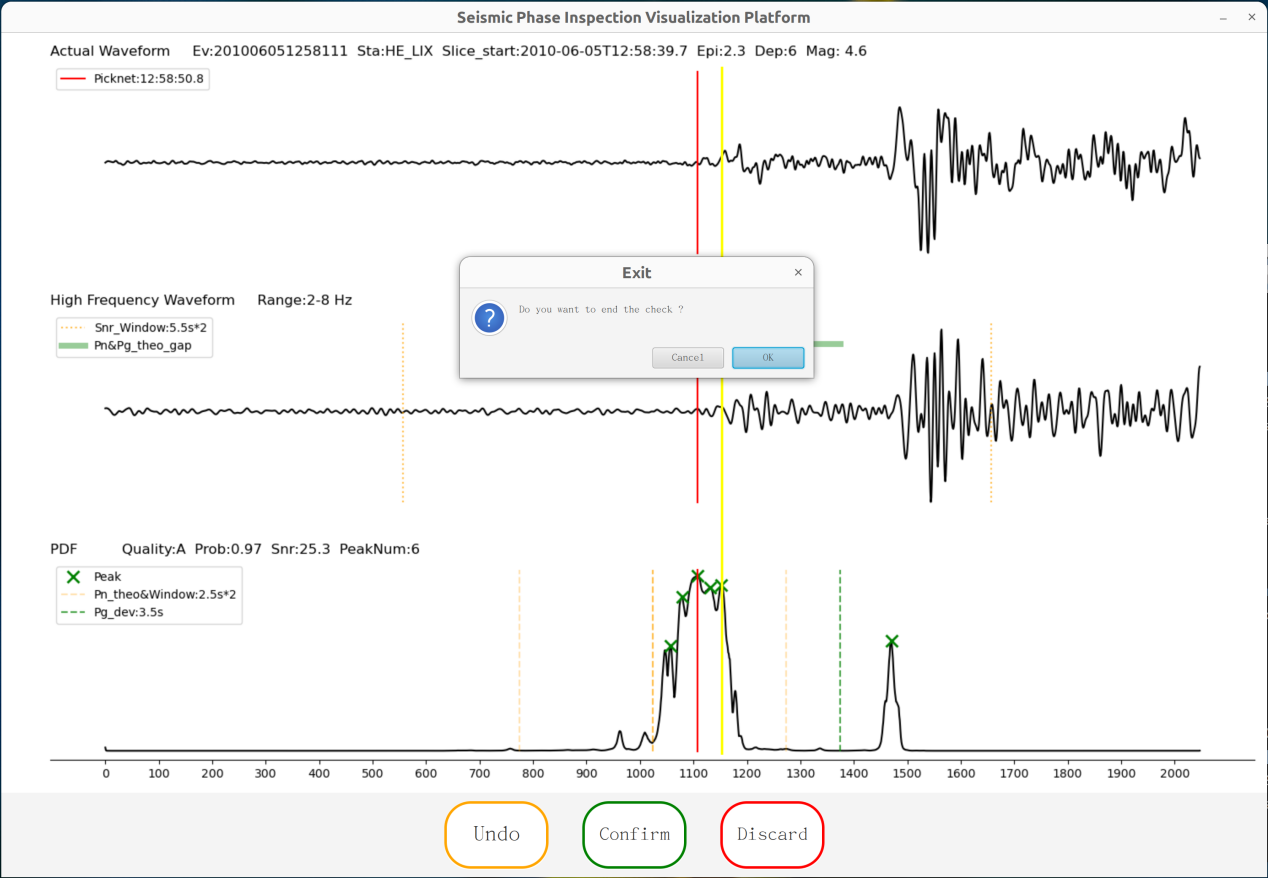 Seismic Phase Inspection Visualization Platform
Actual Waveform Ev:201006051258111 Sta:HE_LIX Slice_start:2010-06-05T12:58:39.7 Epi:2.3 Dep:6 Mag: 4.6
Picknet:12:58:50.8
Exit
Do you want to end the check ?
Cancel OK
High Frequency Waveform Range:2-8 Hz
Snr_Window:5.5s*2
Pn&Pg_theo_gap
PDF Quality:A Prob:0.97 Snr:25.3 PeakNum:6
Peak
Pn_theo&Window:2.5s*2
Pg_dev:3.5s
0 100 200 300 400 500 600 700 800 900 1000 1100 1200 1300 1400 1500 1600 1700 1800 1900 2000
Undo Confirm Discard